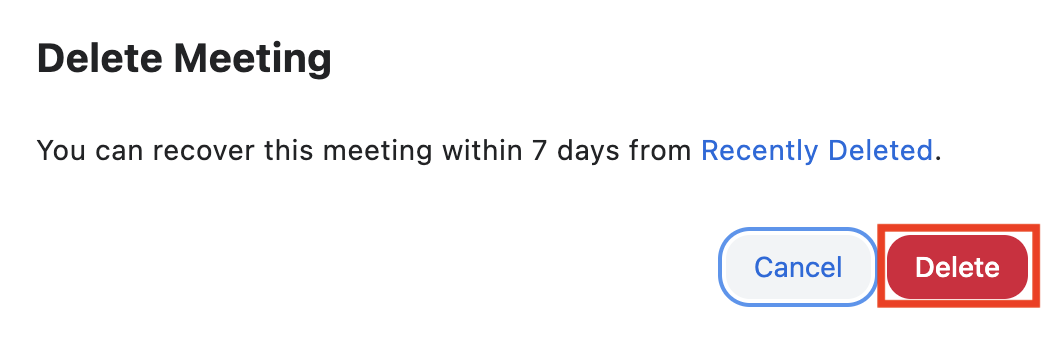 Delete Meeting
You can recover this meeting within 7 days from Recently Deleted.
Cancel Delete